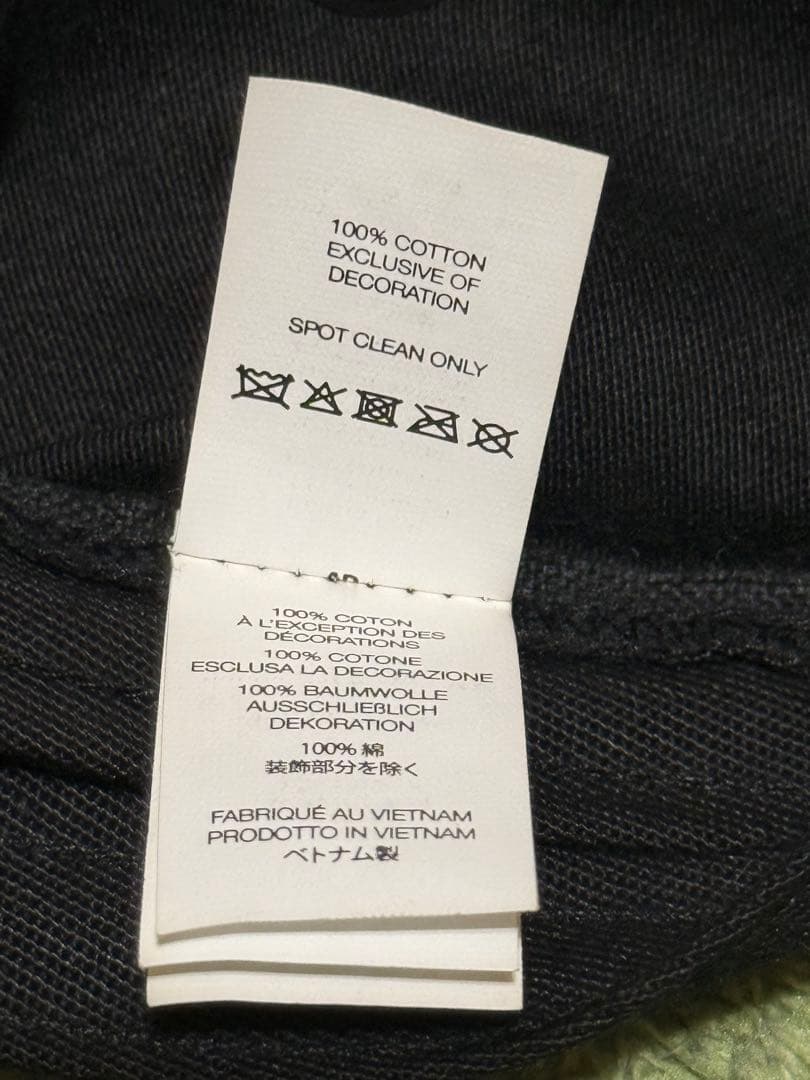 100% COTTON
EXCLUSIVE OF
DECORATION
SPOT CLEAN ONLY
100% COTON
À L'EXCEPTION DES
DÉCORATIONS
100% COTONE
ESCLUSA LA DECORAZIONE
100% BAUMWOLLE
AUSSCHLIEßLICH
DEKORATION
100% 綿
装飾部分を除く
FABRIQUÉ AU VIETNAM
PRODOTTO IN VIETNAM
ベトナム製